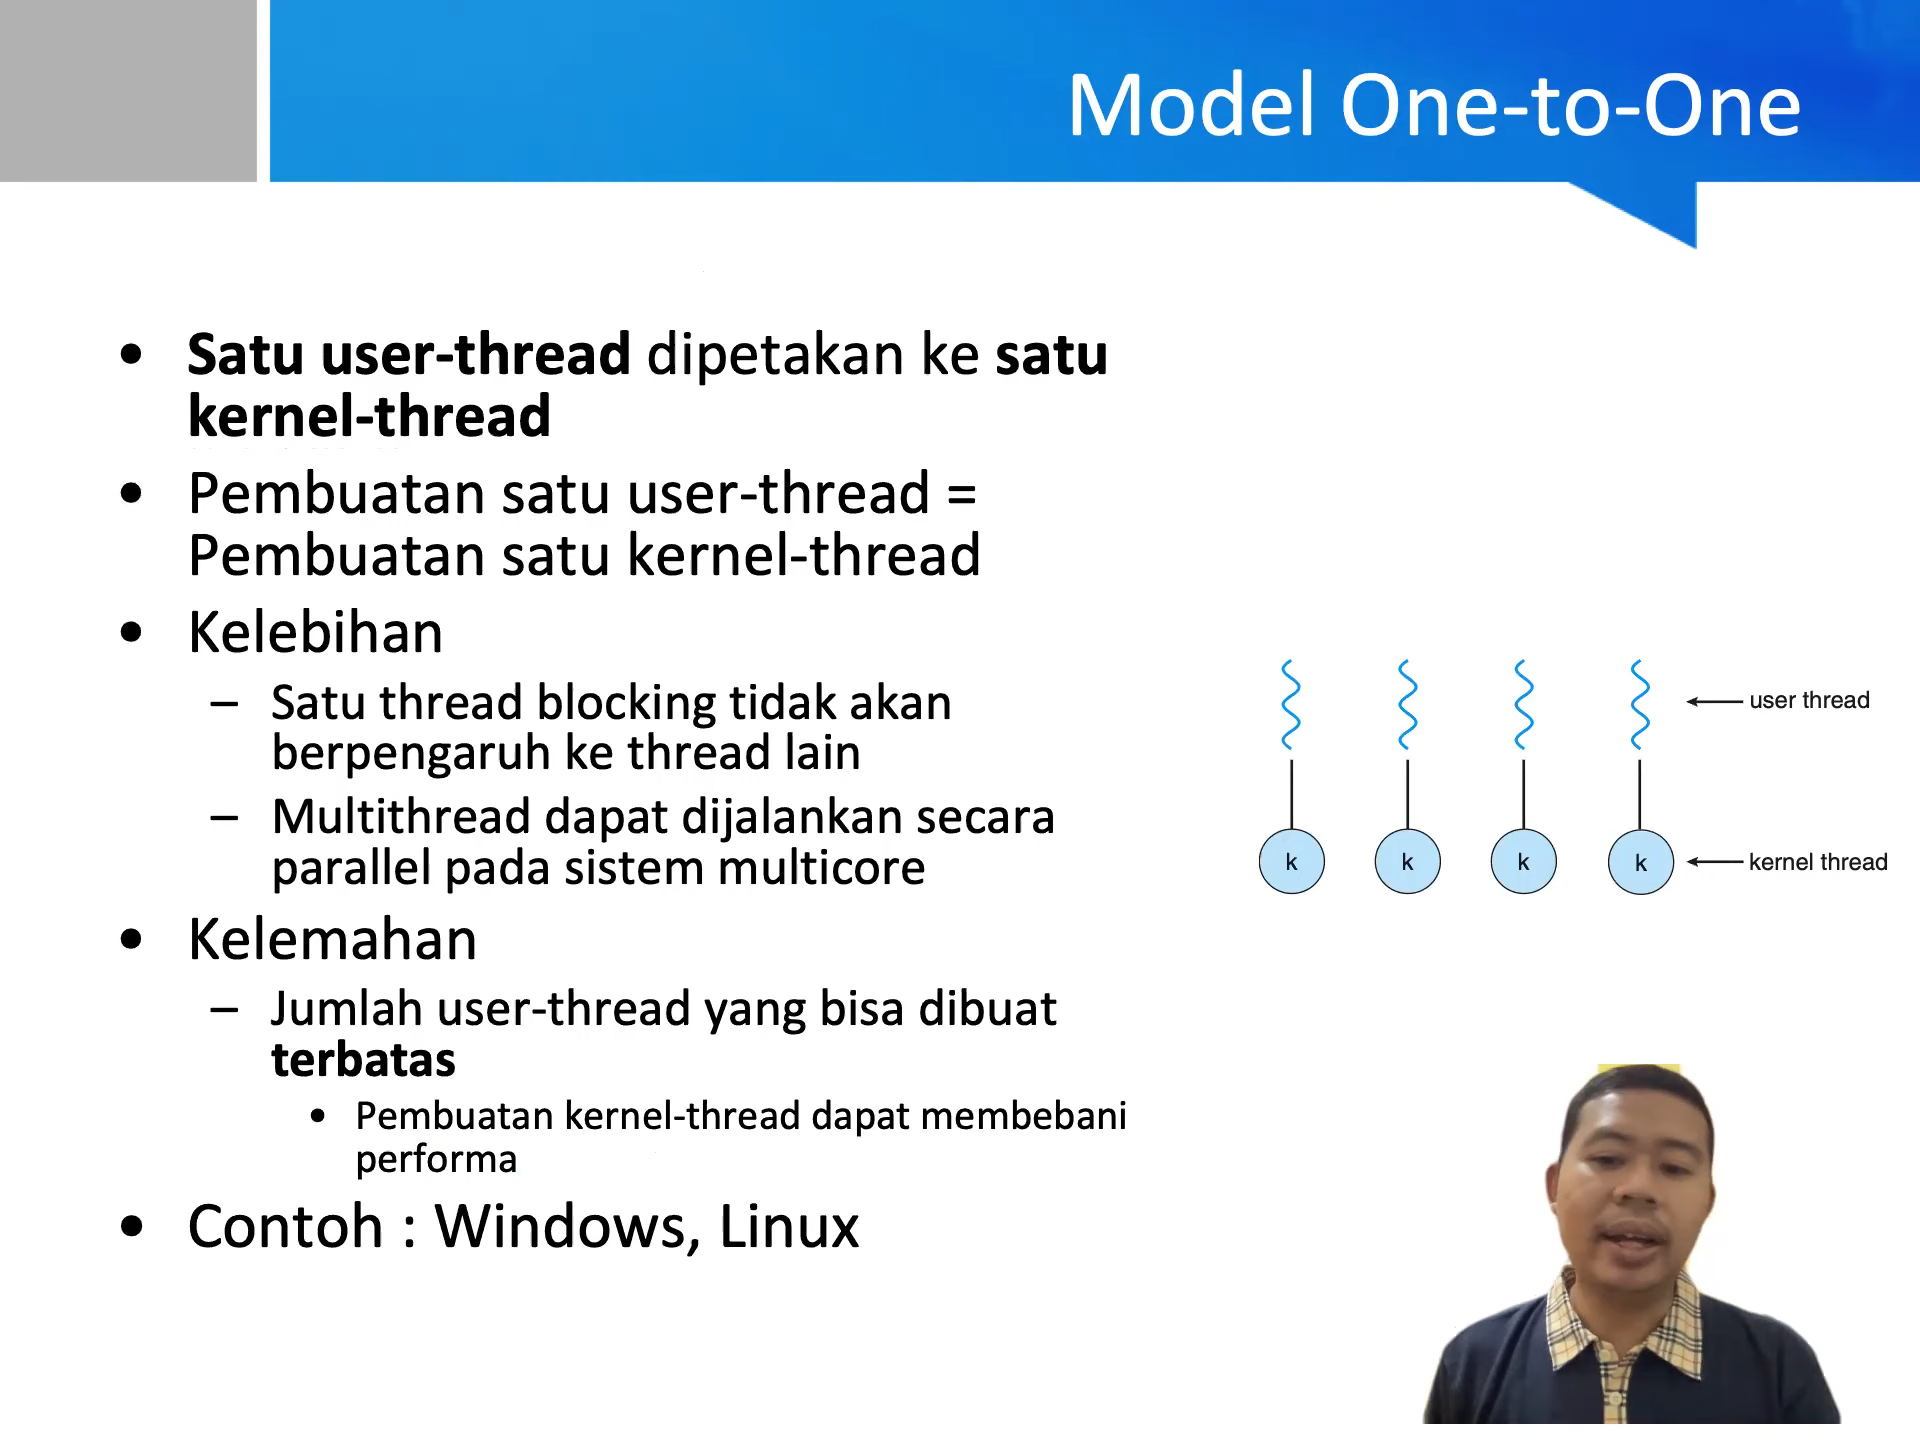 Model One-to-One
• Satu user-thread dipetakan ke satu
kernel-thread
• Pembuatan satu user-thread =
Pembuatan satu kernel-thread
• Kelebihan
– Satu thread blocking tidak akan
berpengaruh ke thread lain
– Multithread dapat dijalankan secara
parallel pada sistem multicore
• Kelemahan
– Jumlah user-thread yang bisa dibuat
terbatas
• Pembuatan kernel-thread dapat membebani
performa
• Contoh : Windows, Linux
user thread
k k k k
kernel thread